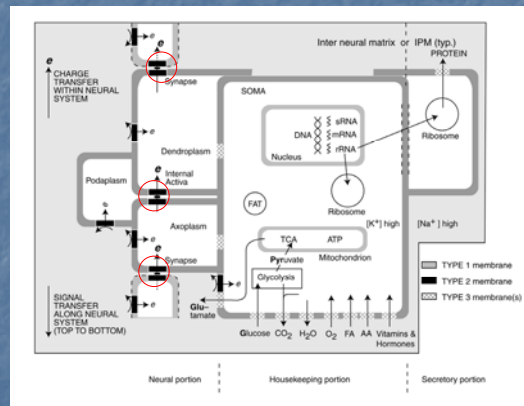 Inter neural matrix or IPM (typ.)
PROTEIN
e
e
e
CHARGE
TRANSFER
WITHIN NEURAL
SYSTEM
Synapse
SOMA
DNA
sRNA
mRNA
rRNA
Nucleus
Ribosome
e
Dendroplasm
e
Internal
Activa
Podaplasm
Ribosome
FAT
e
Axoplasm
[K+] high
[Na+] high
e
TCA
ATP
Synapse
Pyruvate
Mitochondrion
Glycolysis
TYPE 1 membrane
TYPE 2 membrane
TYPE 3 membrane(s)
e
e
SIGNAL
TRANSFER
ALONG NEURAL
SYSTEM
(TOP TO BOTTOM)
Glu-
tamate
Glucose
CO2
H2O
O2
FA
AA
Vitamins &
Hormones
Neural portion
Housekeeping portion
Secretory portion